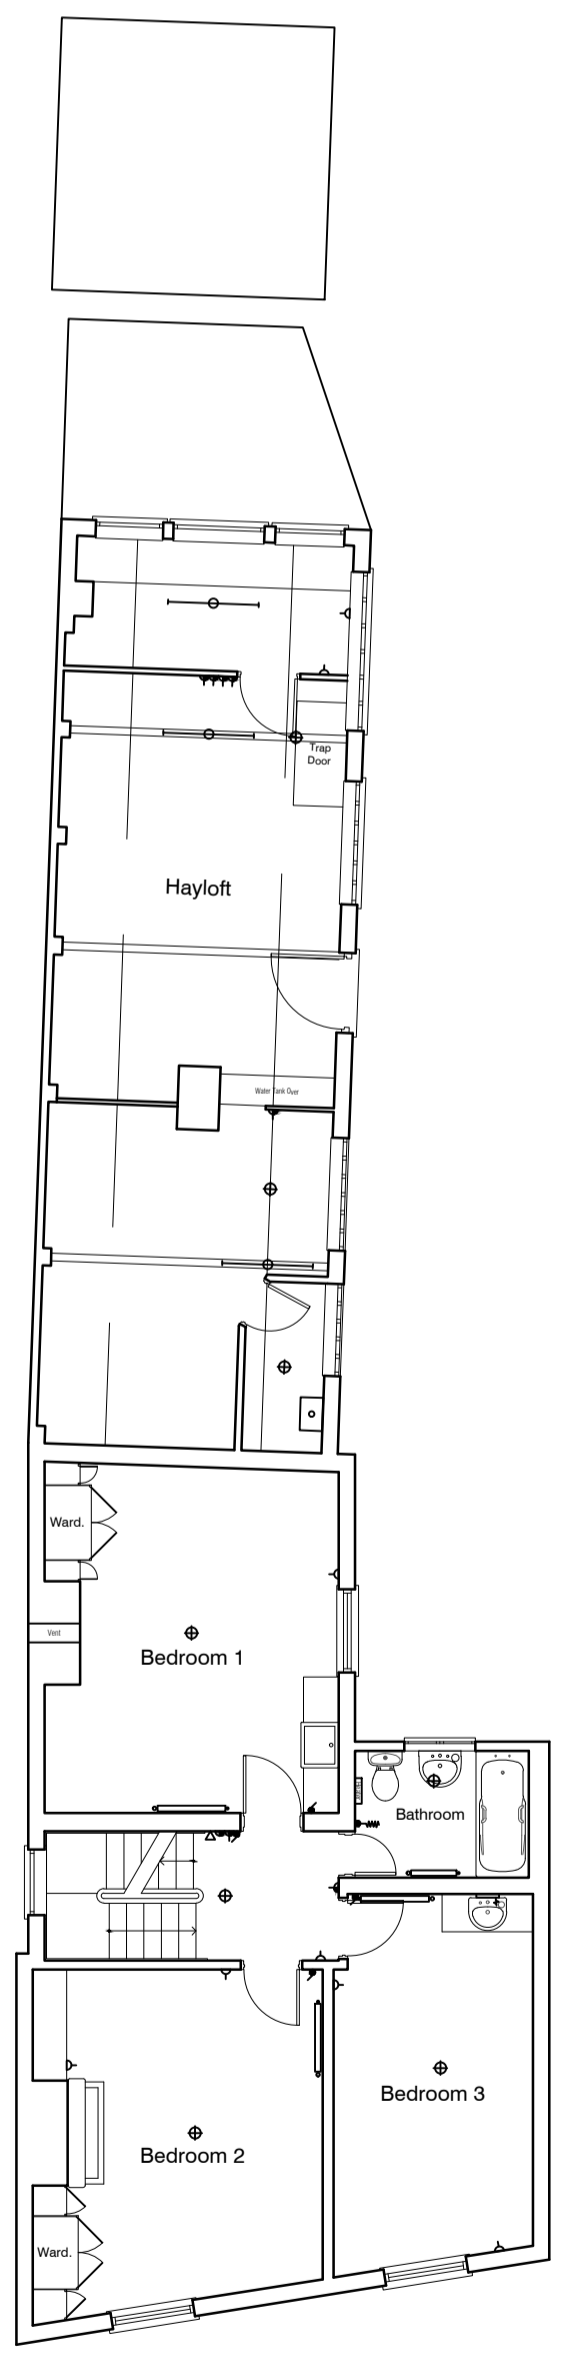 Trap
Door
Hayloft
Water Tank Over
Ward.
Vent
Bedroom 1
Bathroom
Bedroom 3
Bedroom 2
Ward.